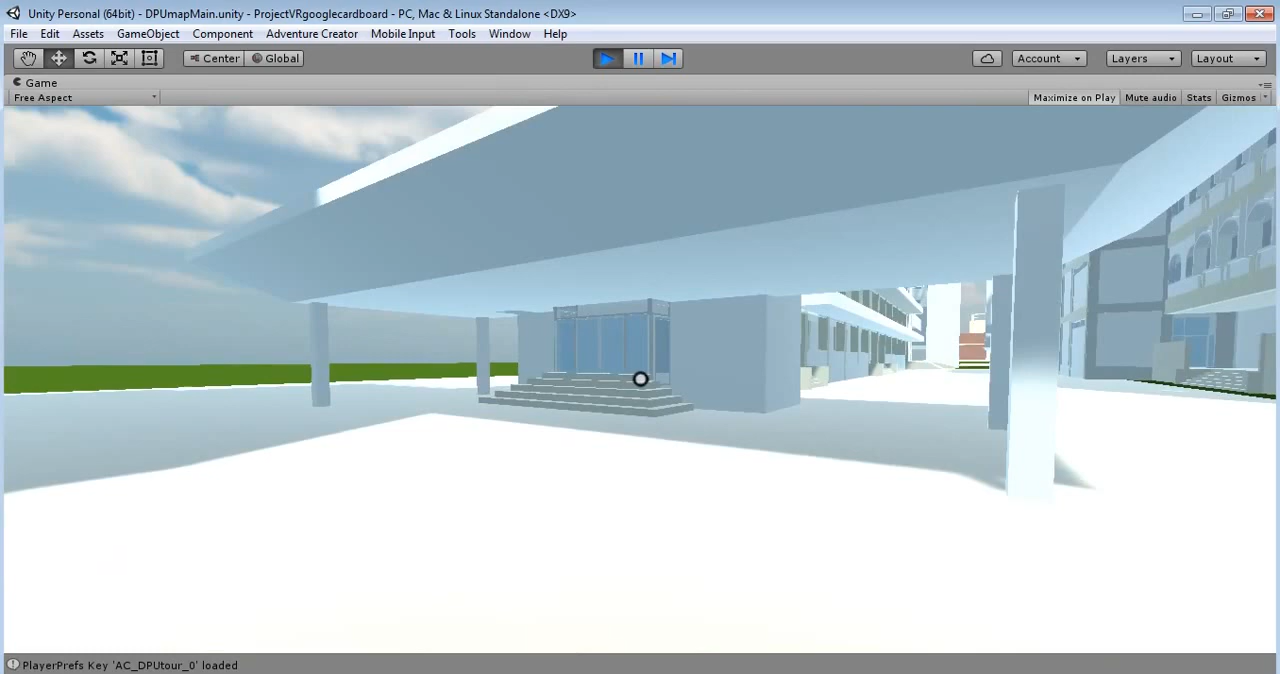 Unity Personal (64bit) - DPUmapMain.unity - ProjectVRgooglecardboard - PC, Mac & Linux Standalone <DX9>
File Edit Assets GameObject Component Adventure Creator Mobile Input Tools Window Help
Center Global Account Layers Layout
Game
Free Aspect Maximize on Play Mute audio Stats Gizmos
PlayerPrefs Key 'AC_DPUtour_0' loaded